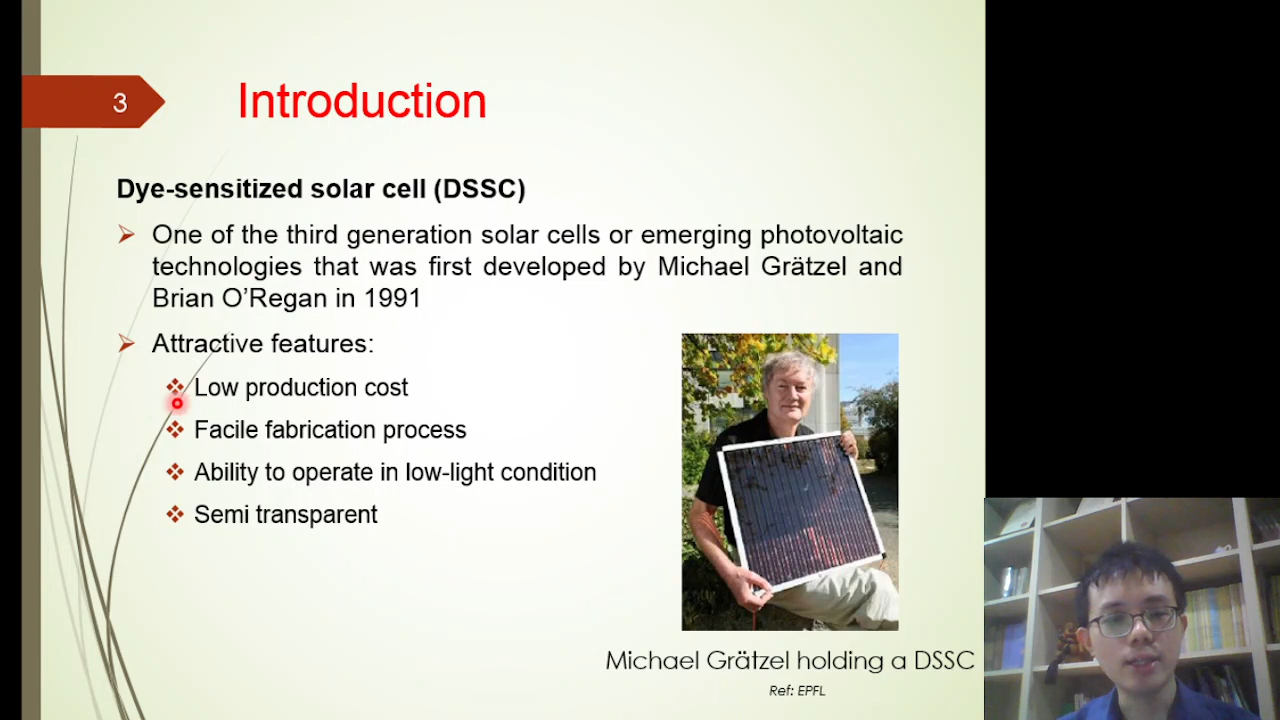 3
Introduction
Dye-sensitized solar cell (DSSC)
One of the third generation solar cells or emerging photovoltaic
technologies that was first developed by Michael Grätzel and
Brian O’Regan in 1991
Attractive features:
Low production cost
Facile fabrication process
Ability to operate in low-light condition
Semi transparent
Michael Grätzel holding a DSSC
Ref: EPFL